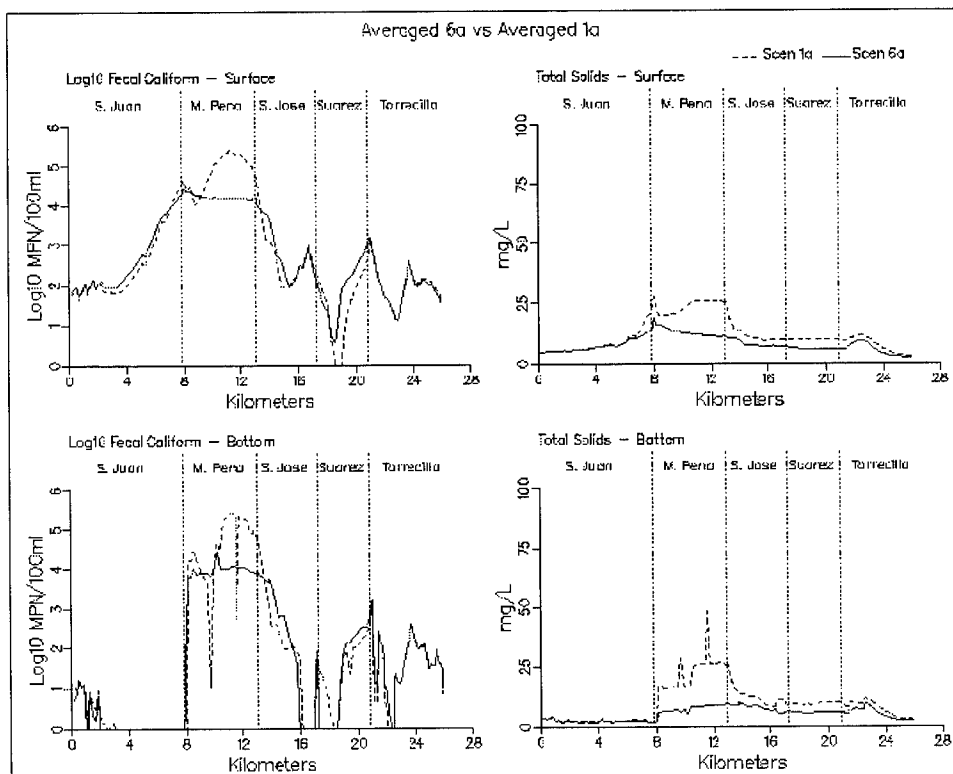 Averaged 6a vs Averaged 1a
Scen 1a Scen 6a
Log10 Fecal Coliform – Surface
S. Juan M. Pena S. Jose Suarez Torrecilla
Log10 MPN/100ml
0 1 2 3 4 5 6
0 4 8 12 16 20 24 28
Kilometers
Total Solids – Surface
S. Juan M. Pena S. Jose Suarez Torrecilla
mg/L
0 25 50 75 100
0 4 8 12 16 20 24 28
Kilometers
Log10 Fecal Coliform – Bottom
S. Juan M. Pena S. Jose Suarez Torrecilla
Log10 MPN/100ml
0 1 2 3 4 5 6
0 4 8 12 16 20 24 28
Kilometers
Total Solids – Bottom
S. Juan M. Pena S. Jose Suarez Torrecilla
mg/L
0 25 50 75 100
0 4 8 12 16 20 24 28
Kilometers